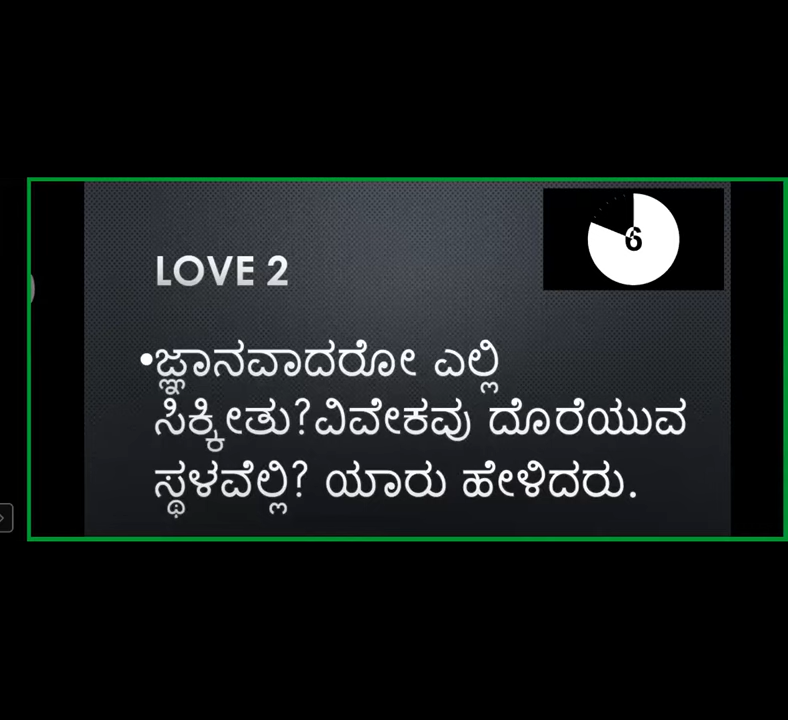 6
LOVE 2
•ಜ್ಞಾನವಾದರೋ ಎಲ್ಲಿ
ಸಿಕ್ಕೀತು?ವಿವೇಕವು ದೊರೆಯುವ
ಸ್ಥಳವೆಲ್ಲಿ? ಯಾರು ಹೇಳಿದರು.